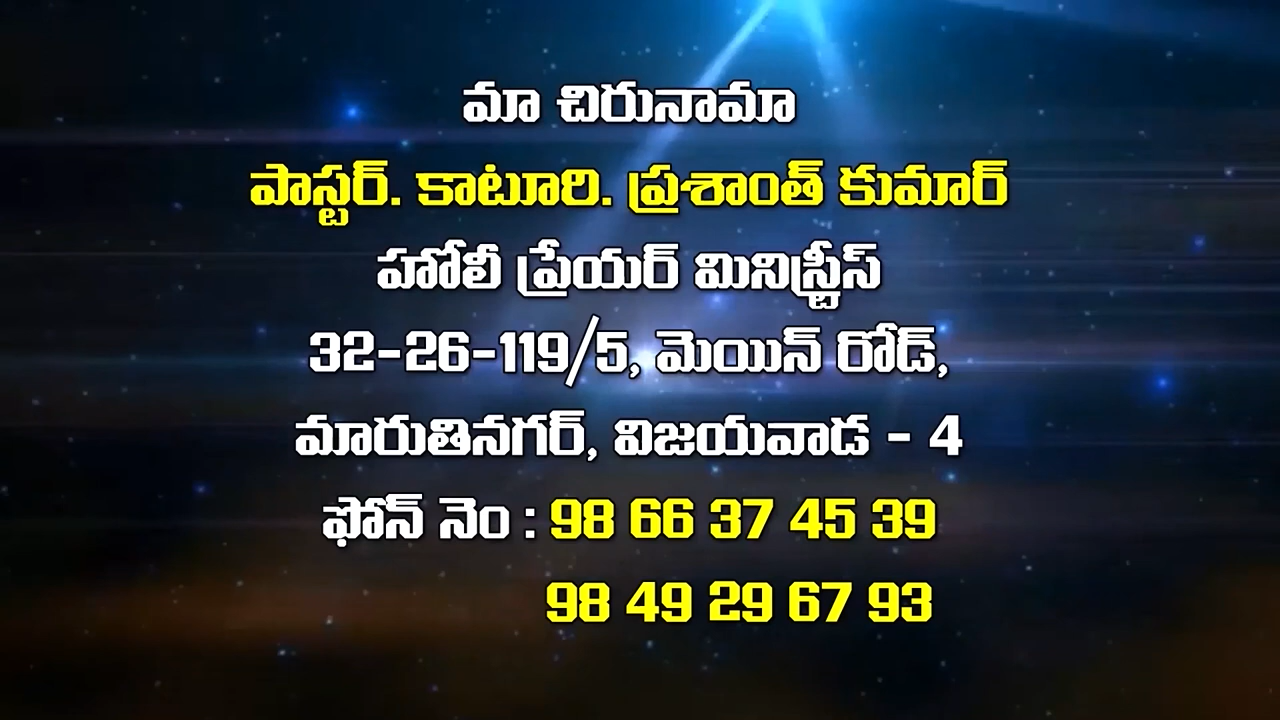 మా చిరునామా
పాస్టర్. కాటూరి. ప్రశాంత్ కుమార్
హోలీ ప్రేయర్ మినిస్ట్రీస్
32-26-119/5, మెయిన్ రోడ్,
మారుతినగర్, విజయవాడ - 4
ఫోన్ నెం : 98 66 37 45 39
98 49 29 67 93